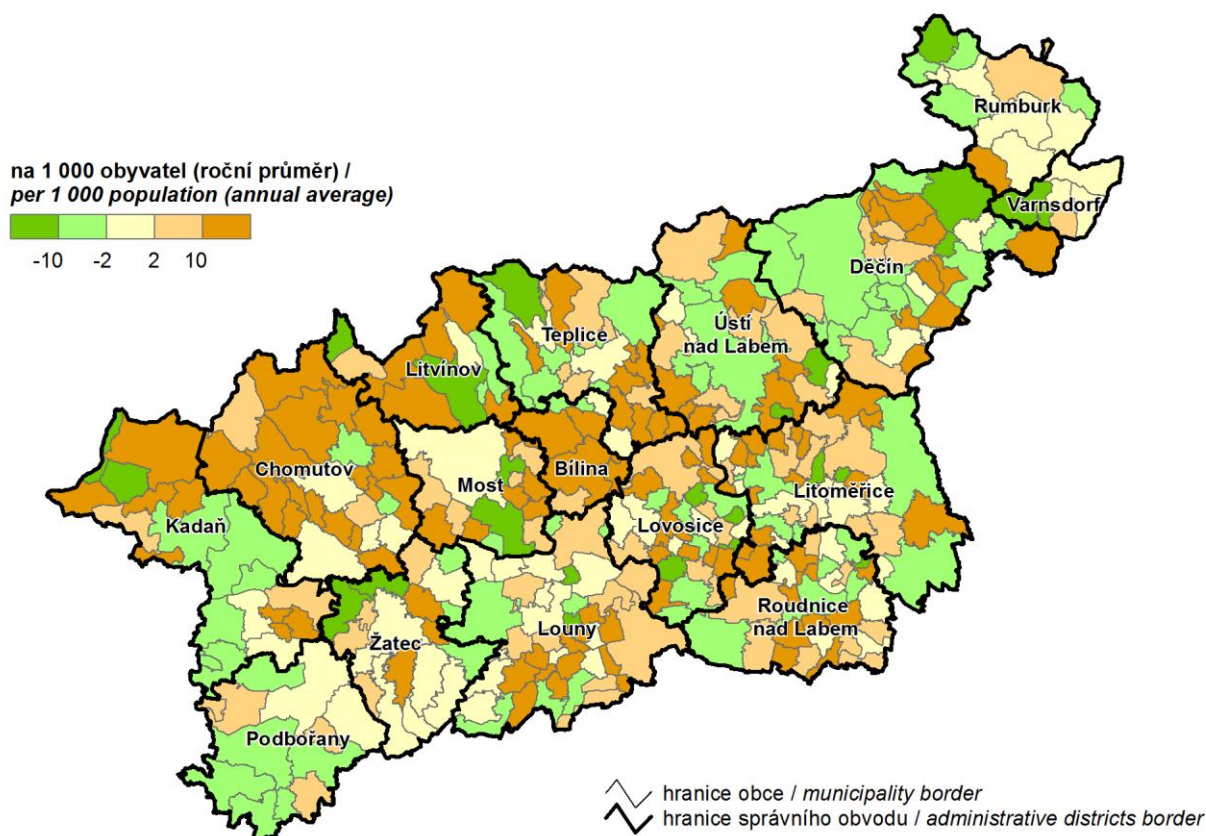 na 1 000 obyvatel (roční průměr) /
per 1 000 population (annual average)
-10 -2 2 10
Rumburk
Varnsdorf
Děčín
Ústí
nad Labem
Teplice
Litvínov
Chomutov
Most
Bílina
Litoměřice
Kadaň
Lovosice
Roudnice
nad Labem
Louny
Žatec
Podbořany
hranice obce / municipality border
hranice správního obvodu / administrative districts border